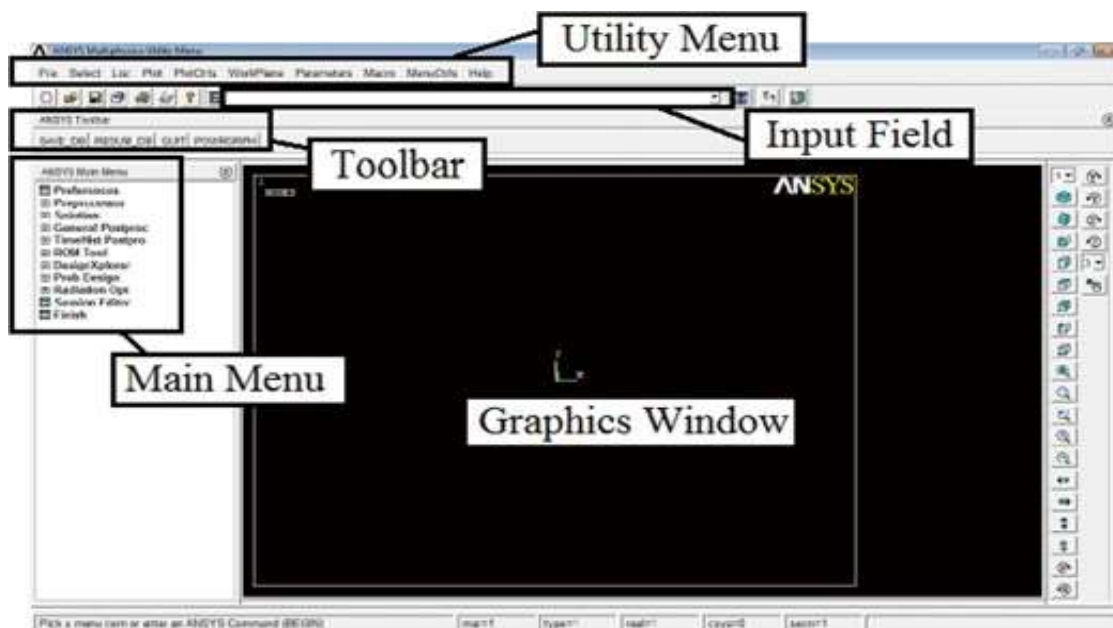 Utility Menu
ANSYS Multiphysics Utility Menu
File Select List Plot PlotCtrls WorkPlane Parameters Macro MenuCtrls Help
Input Field
ANSYS Toolbar
SAVE_DB RESUM_DB QUIT POWRGRPH
Toolbar
ANSYS Main Menu
Preferences
Preprocessor
Solution
General Postproc
TimeHist Postpro
ROM Tool
DesignXplorer
Prob Design
Radiation Opt
Session Editor
Finish
Main Menu
1
ANSYS
Graphics Window
Pick a menu item or enter an ANSYS Command (BEGIN)
mat=1 type=1 real=1 csys=0 secn=1